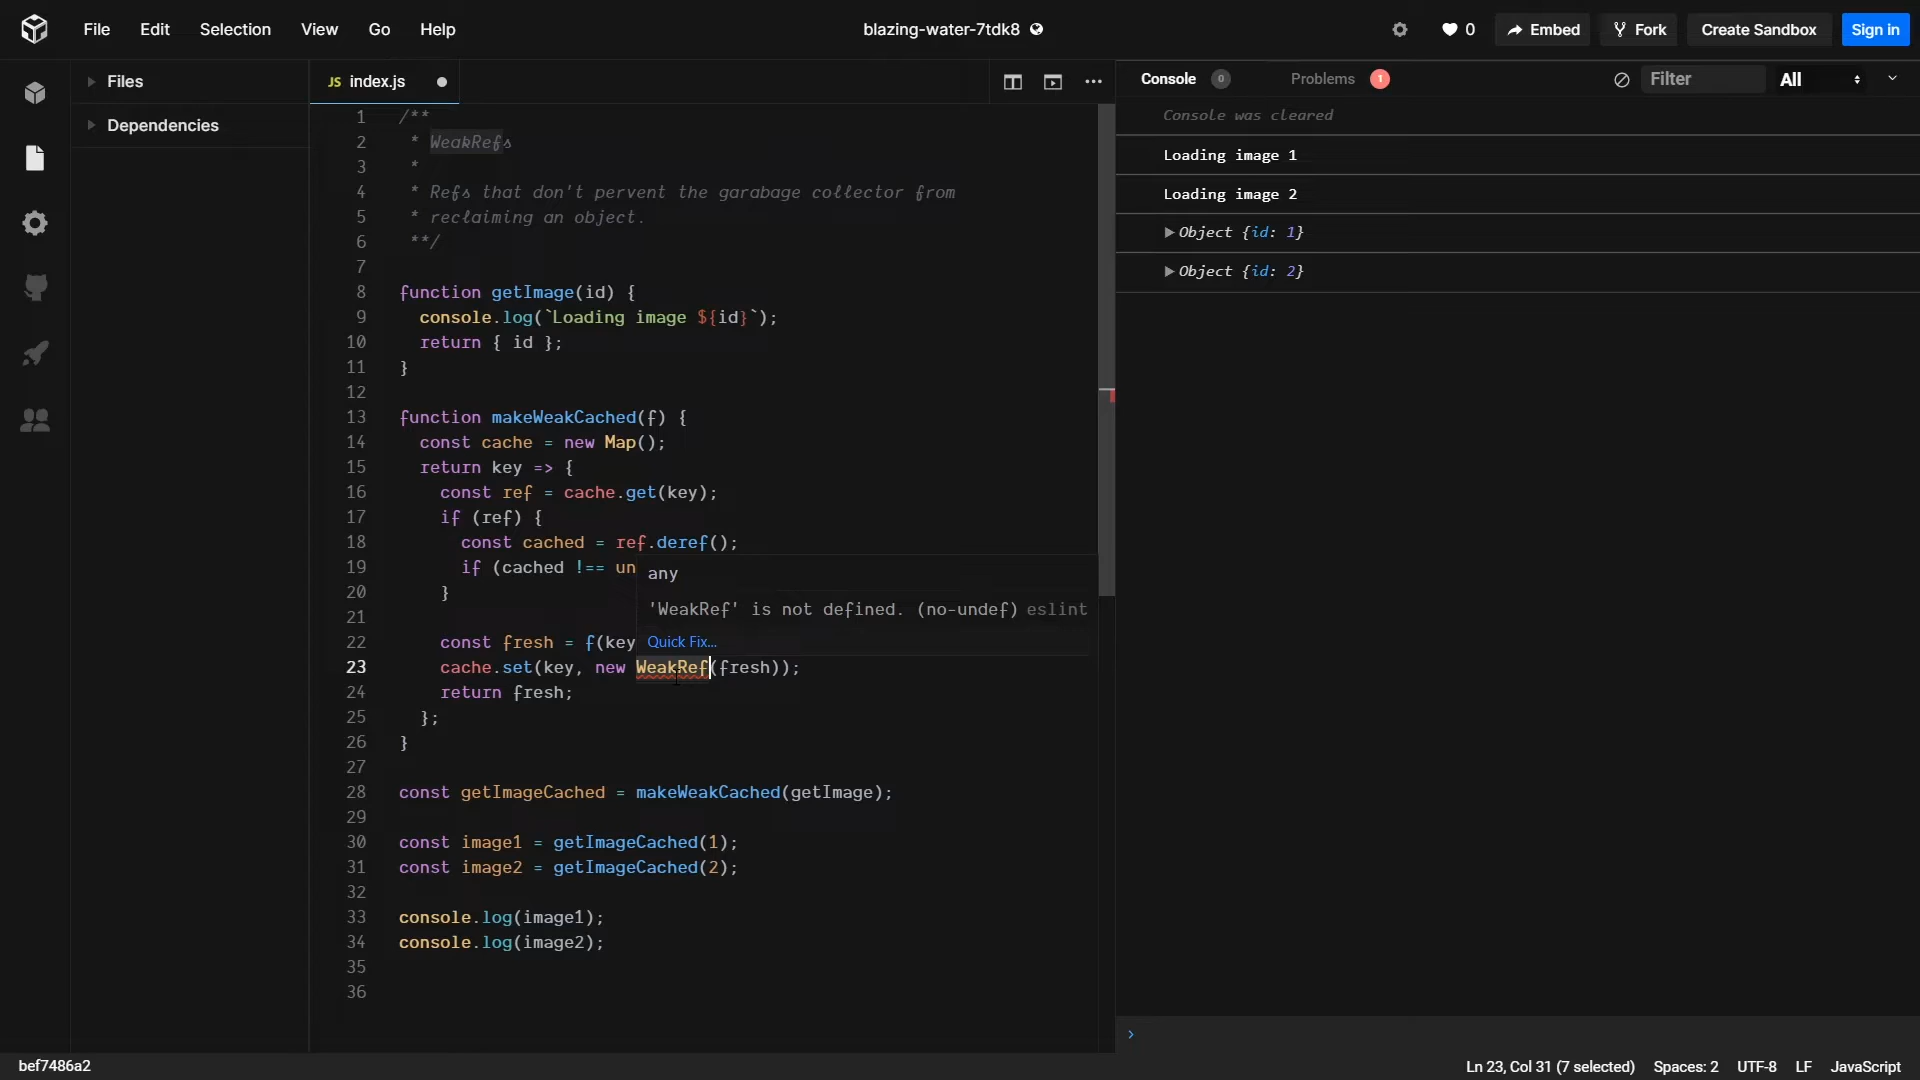 File Edit Selection View Go Help blazing-water-7tdk8 0 Embed Fork Create Sandbox Sign in
Files
Dependencies
JS index.js
1 /**
2 * WeakRefs
3 *
4 * Refs that don't pervent the garabage collector from
5 * reclaiming an object.
6 **/
7
8 function getImage(id) {
9 console.log(`Loading image ${id}`);
10 return { id };
11 }
12
13 function makeWeakCached(f) {
14 const cache = new Map();
15 return key => {
16 const ref = cache.get(key);
17 if (ref) {
18 const cached = ref.deref();
19 if (cached !== un
20 }
21
22 const fresh = f(key
23 cache.set(key, new WeakRef(fresh));
24 return fresh;
25 };
26 }
27
28 const getImageCached = makeWeakCached(getImage);
29
30 const image1 = getImageCached(1);
31 const image2 = getImageCached(2);
32
33 console.log(image1);
34 console.log(image2);
35
36
any
'WeakRef' is not defined. (no-undef) eslint
Quick Fix...
Console 0 Problems 1 Filter All
Console was cleared
Loading image 1
Loading image 2
Object {id: 1}
Object {id: 2}
bef7486a2 Ln 23, Col 31 (7 selected) Spaces: 2 UTF-8 LF JavaScript